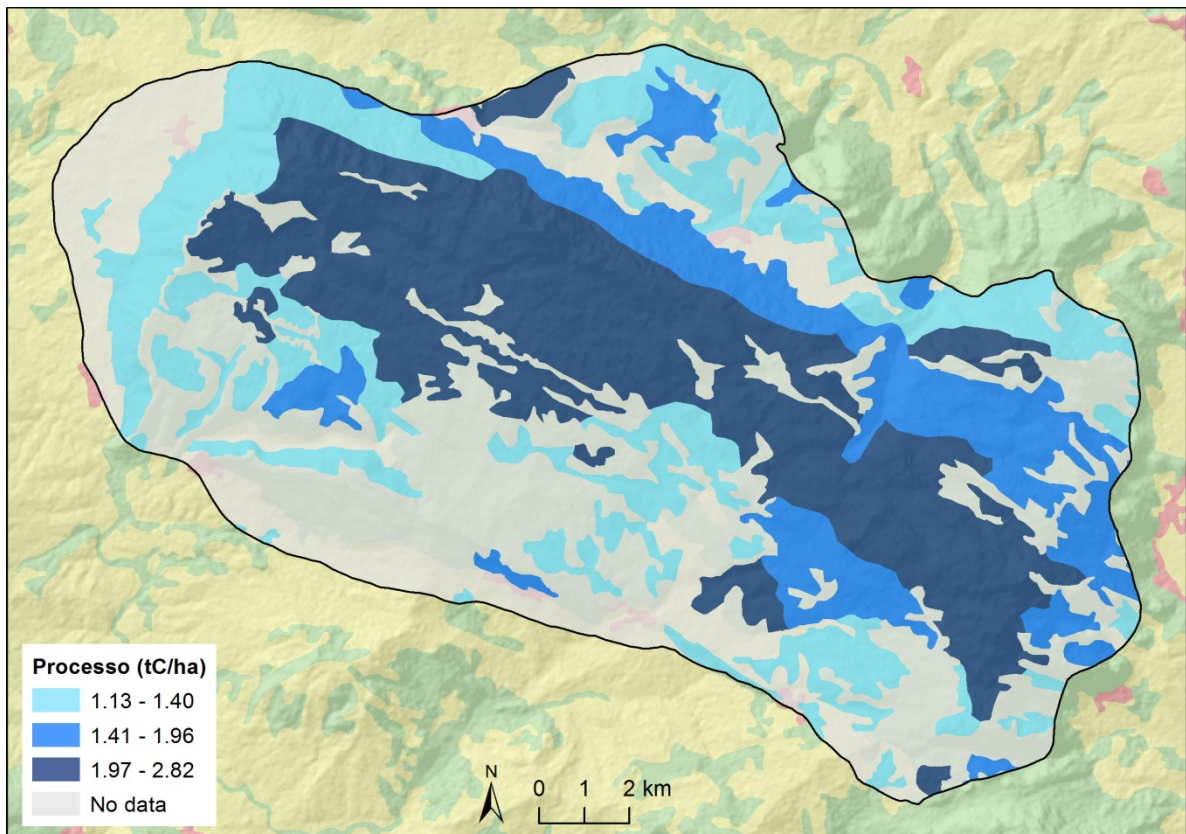 Processo (tC/ha)
1.13 - 1.40
1.41 - 1.96
1.97 - 2.82
No data
N
0 1 2 km